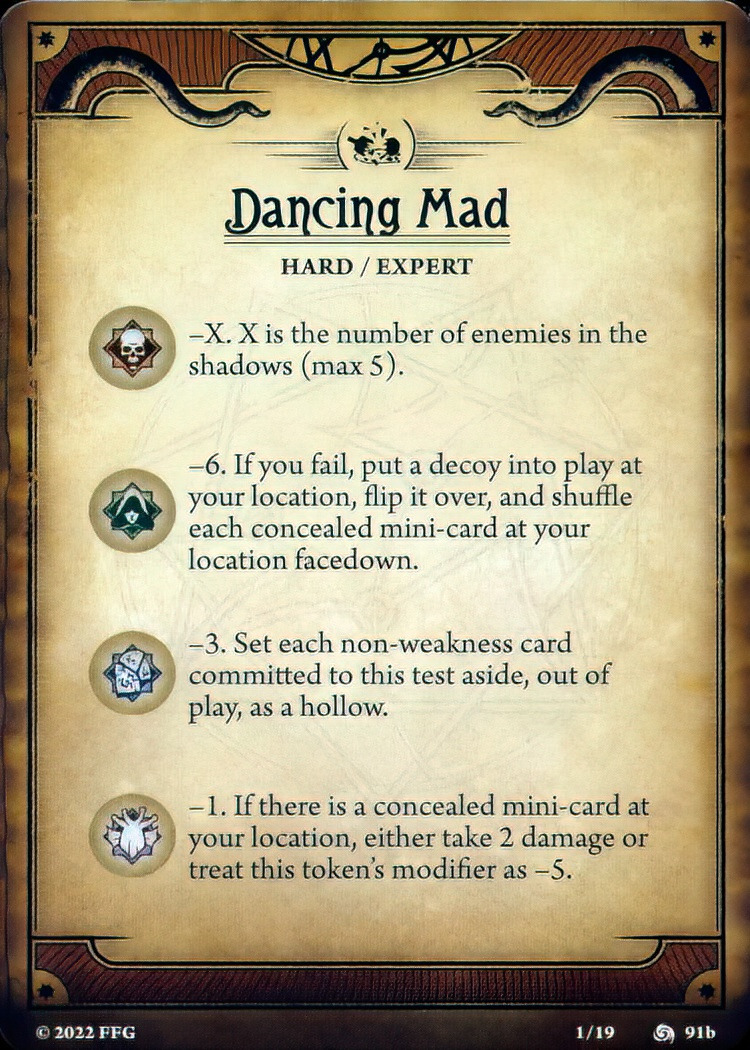 Dancing Mad
HARD / EXPERT
–X. X is the number of enemies in the
shadows (max 5).
–6. If you fail, put a decoy into play at
your location, flip it over, and shuffle
each concealed mini-card at your
location facedown.
–3. Set each non-weakness card
committed to this test aside, out of
play, as a hollow.
–1. If there is a concealed mini-card at
your location, either take 2 damage or
treat this token’s modifier as –5.
© 2022 FFG
1/19
91b